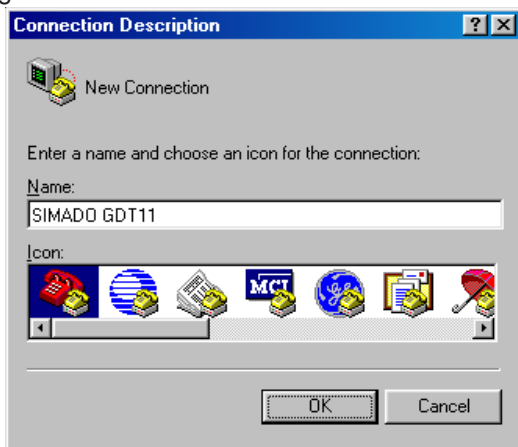 Connection Description
New Connection
Enter a name and choose an icon for the connection:
Name:
SIMADO GDT11
Icon:
MCI
OK
Cancel